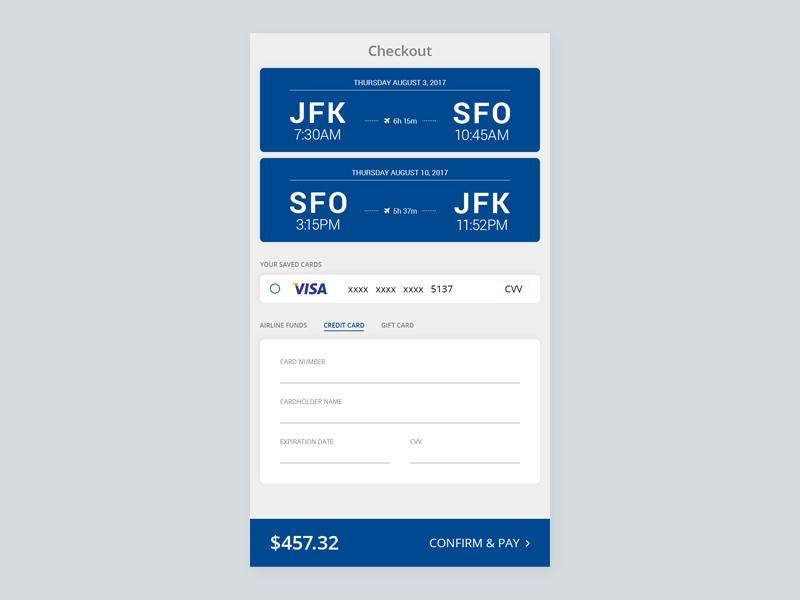 Checkout
THURSDAY AUGUST 3, 2017
JFK 6h 15m SFO
7:30AM 10:45AM
THURSDAY AUGUST 10, 2017
SFO 5h 37m JFK
3:15PM 11:52PM
YOUR SAVED CARDS
VISA xxxx xxxx xxxx 5137 CVV
AIRLINE FUNDS CREDIT CARD GIFT CARD
CARD NUMBER
CARDHOLDER NAME
EXPIRATION DATE CVV
$457.32 CONFIRM & PAY >